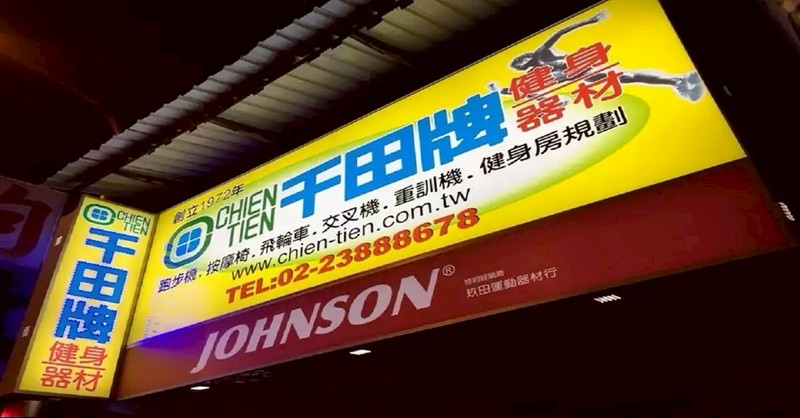 創立1972年
CHIEN TIEN
千田牌
健身器材
跑步機.按摩椅.飛輪車.交叉機.重訓機.健身房規劃
www.chien-tien.com.tw
TEL:02-23888678
JOHNSON®
特約經銷商
玖田運動器材行
CHIEN TIEN
千田牌
健身
器材